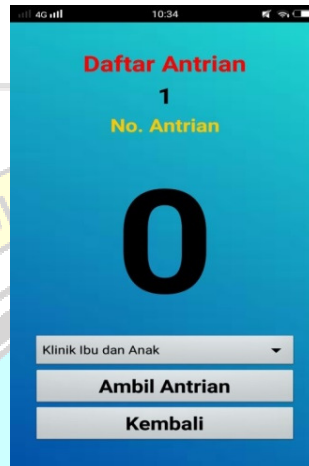 4G
10:34
Daftar Antrian
1
No. Antrian
0
Klinik Ibu dan Anak
Ambil Antrian
Kembali